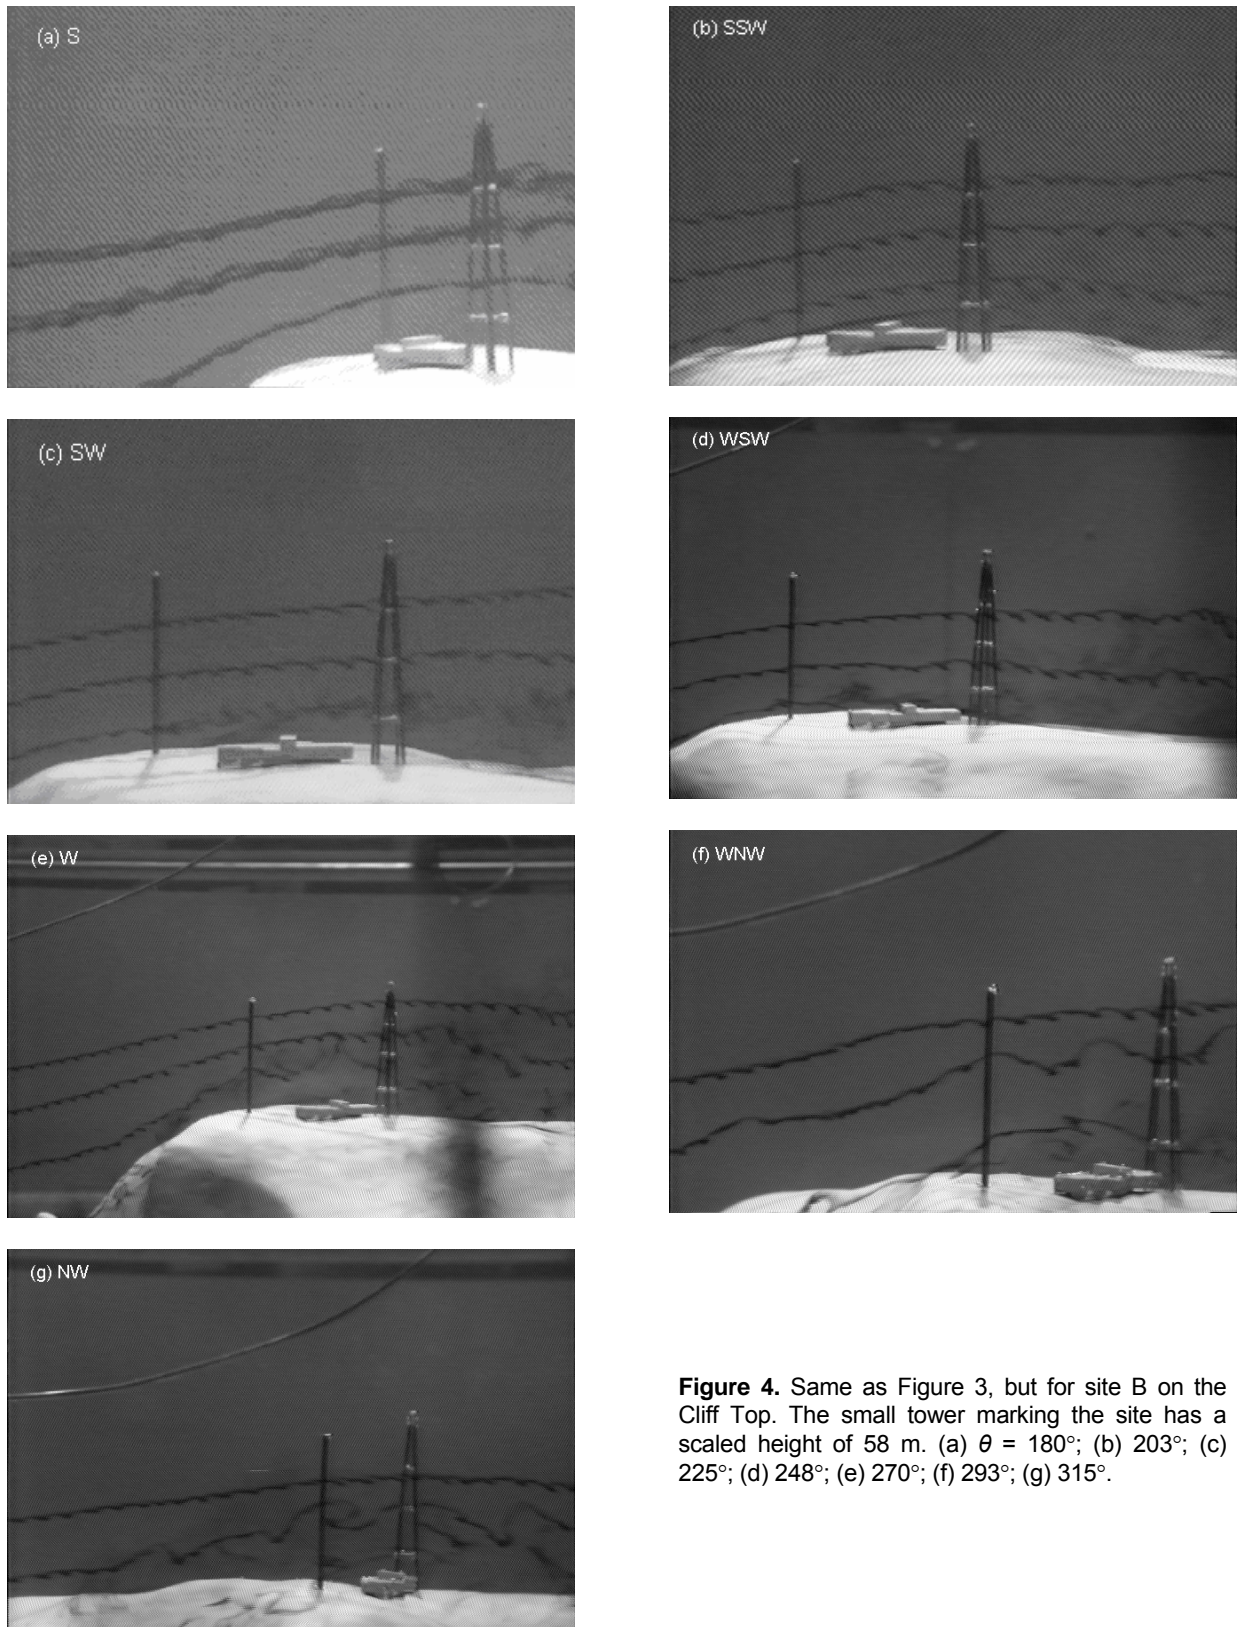 (a) S
(b) SSW
(c) SW
(d) WSW
(e) W
(f) WNW
(g) NW
Figure 4. Same as Figure 3, but for site B on the
Cliff Top. The small tower marking the site has a
scaled height of 58 m. (a) θ = 180°; (b) 203°; (c)
225°; (d) 248°; (e) 270°; (f) 293°; (g) 315°.